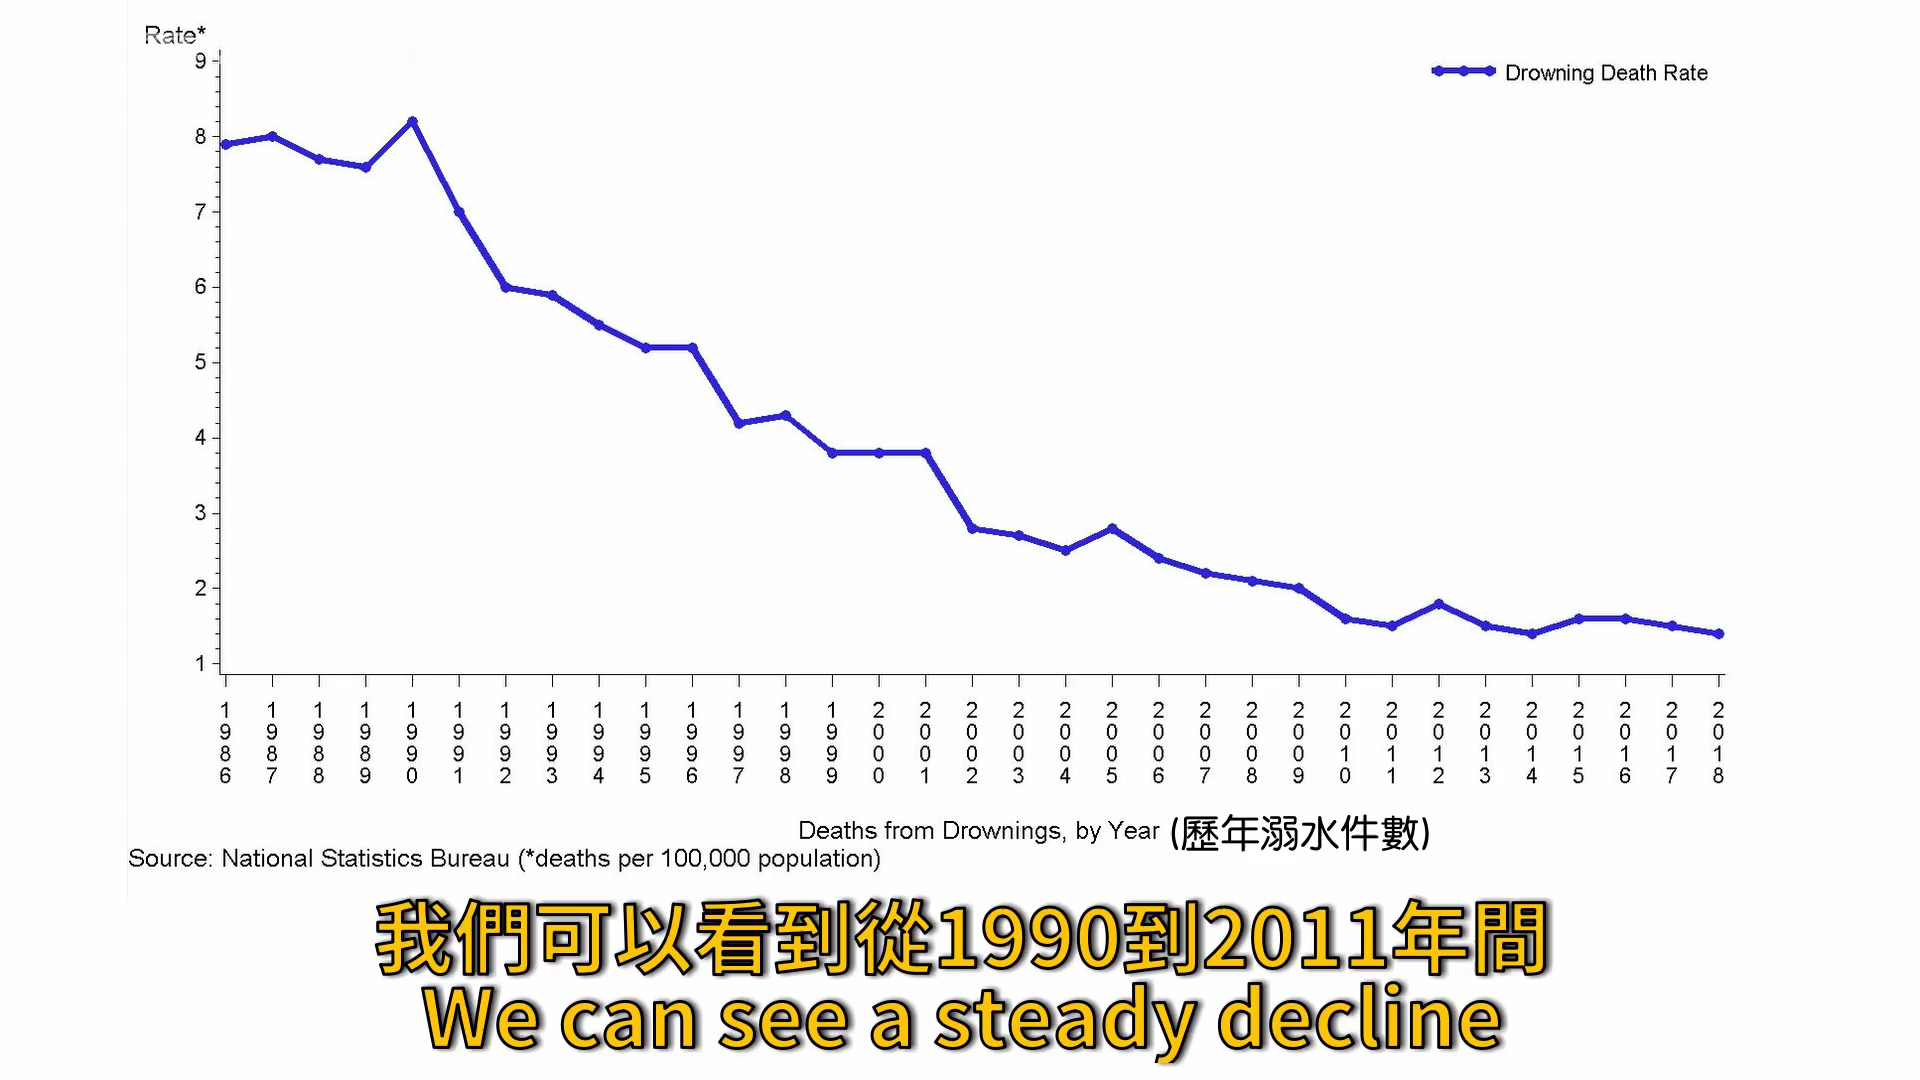 Rate*
9
8
7
6
5
4
3
2
1
Drowning Death Rate
1986 1987 1988 1989 1990 1991 1992 1993 1994 1995 1996 1997 1998 1999 2000 2001 2002 2003 2004 2005 2006 2007 2008 2009 2010 2011 2012 2013 2014 2015 2016 2017 2018
Deaths from Drownings, by Year (歷年溺水件數)
Source: National Statistics Bureau (*deaths per 100,000 population)
我們可以看到從1990到2011年間
We can see a steady decline